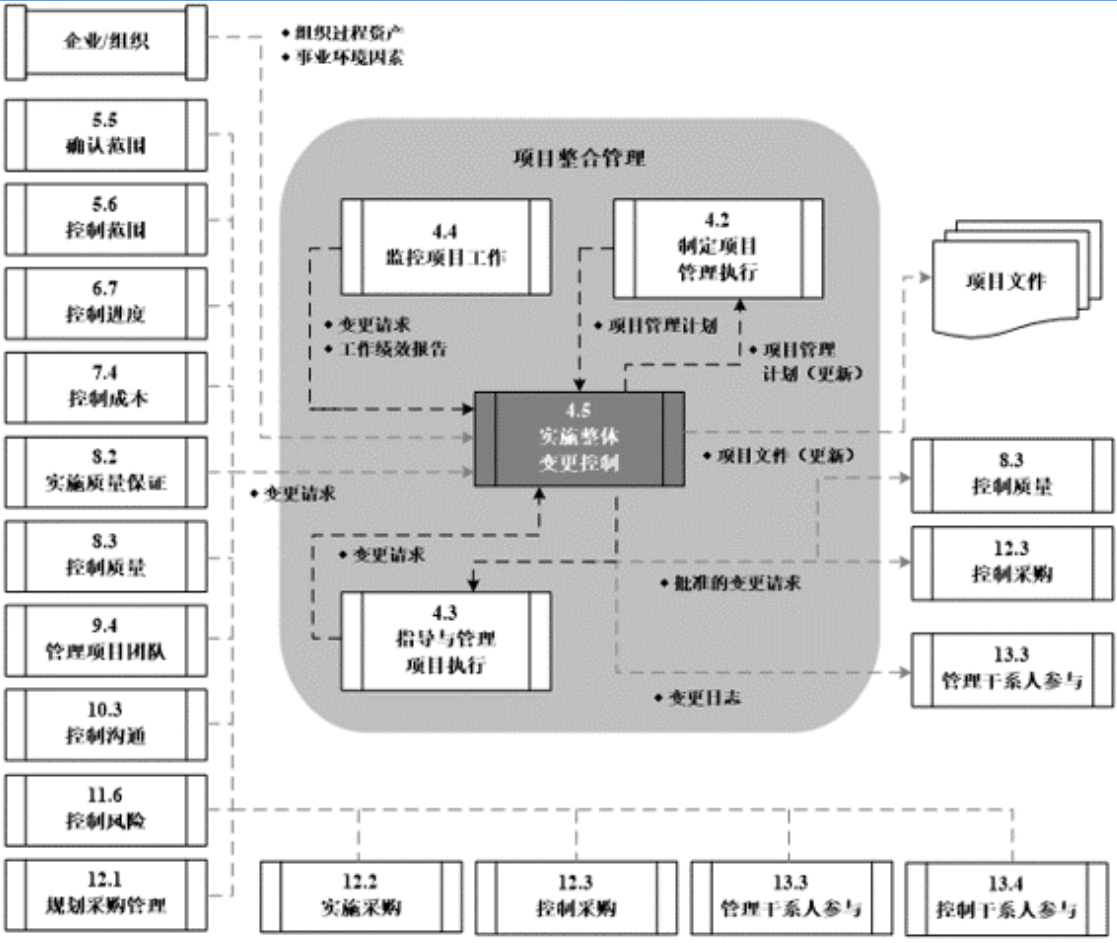 企业/组织
◆ 组织过程资产
◆ 事业环境因素
5.5
确认范围
5.6
控制范围
6.7
控制进度
7.4
控制成本
8.2
实施质量保证
8.3
控制质量
9.4
管理项目团队
10.3
控制沟通
11.6
控制风险
12.1
规划采购管理
项目整合管理
4.4
监控项目工作
4.2
制定项目
管理执行
◆ 变更请求
◆ 工作绩效报告
◆ 项目管理计划
◆ 项目管理
计划（更新）
4.5
实施整体
变更控制
◆ 项目文件（更新）
◆ 变更请求
◆ 变更请求
◆ 批准的变更请求
4.3
指导与管理
项目执行
◆ 变更日志
项目文件
8.3
控制质量
12.3
控制采购
13.3
管理干系人参与
12.2
实施采购
12.3
控制采购
13.3
管理干系人参与
13.4
控制干系人参与